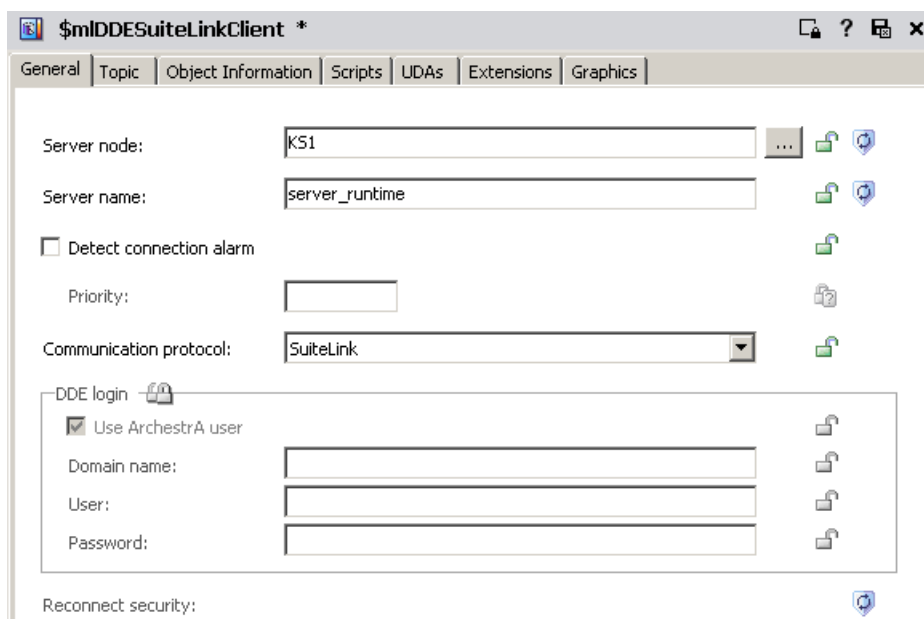 $mlDDESuiteLinkClient *
General Topic Object Information Scripts UDAs Extensions Graphics
Server node: KS1 ...
Server name: server_runtime
Detect connection alarm
Priority:
Communication protocol: SuiteLink
DDE login
Use ArchestrA user
Domain name:
User:
Password:
Reconnect security: